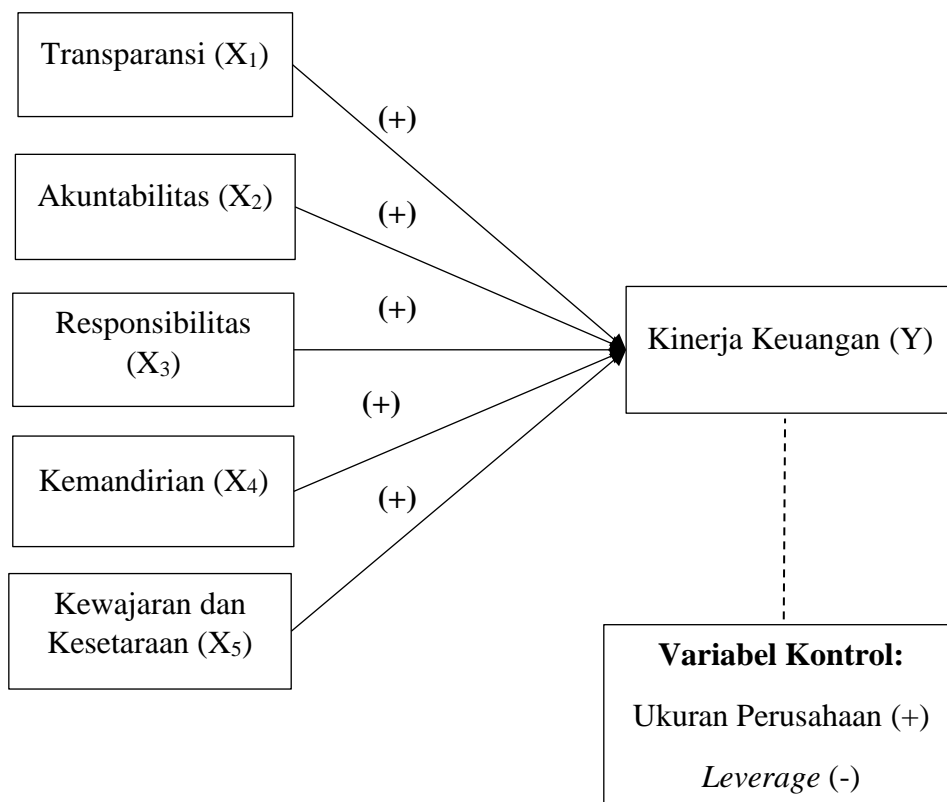 Transparansi (X₁)
(+)
Akuntabilitas (X₂)
(+)
Responsibilitas
(X₃)
(+)
Kinerja Keuangan (Y)
Kemandirian (X₄)
(+)
Kewajaran dan
Kesetaraan (X₅)
(+)
Variabel Kontrol:
Ukuran Perusahaan (+)
Leverage (-)